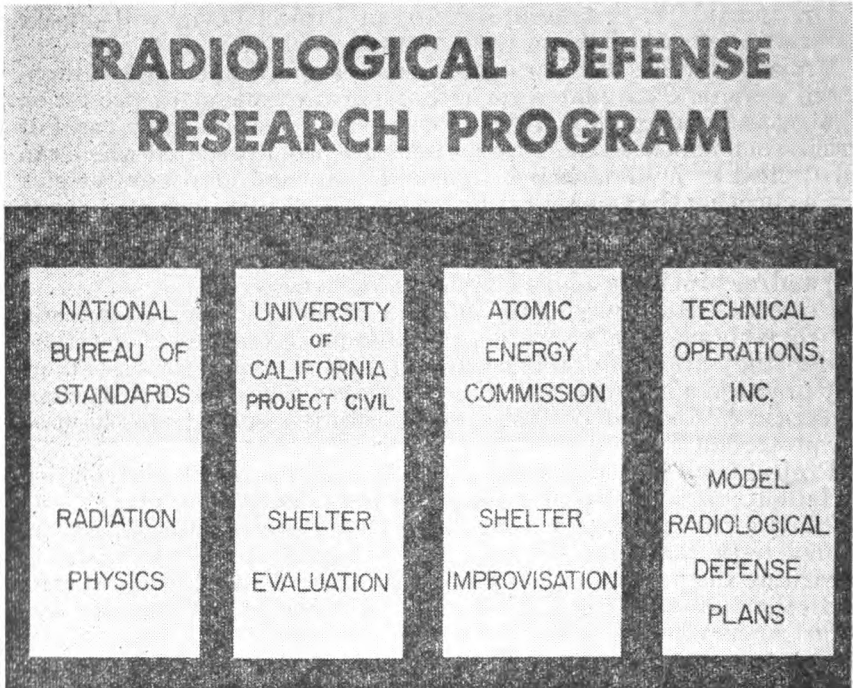 RADIOLOGICAL DEFENSE
RESEARCH PROGRAM
NATIONAL
BUREAU OF
STANDARDS
RADIATION
PHYSICS
UNIVERSITY
OF
CALIFORNIA
PROJECT CIVIL
SHELTER
EVALUATION
ATOMIC
ENERGY
COMMISSION
SHELTER
IMPROVISATION
TECHNICAL
OPERATIONS,
INC.
MODEL
RADIOLOGICAL
DEFENSE
PLANS